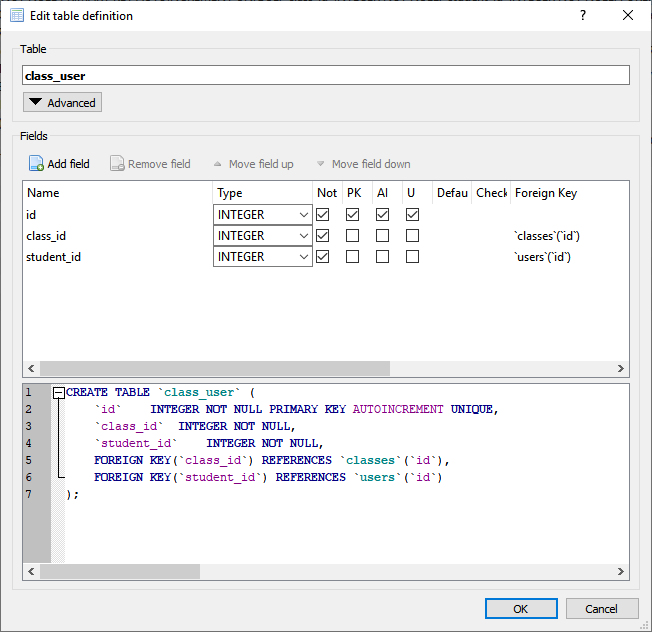 Edit table definition ?
Table
class_user
Advanced
Fields
Add field Remove field Move field up Move field down
Name Type Not PK AI U Defau Check Foreign Key
id INTEGER
class_id INTEGER `classes`(`id`)
student_id INTEGER `users`(`id`)
1 CREATE TABLE `class_user` (
2 `id` INTEGER NOT NULL PRIMARY KEY AUTOINCREMENT UNIQUE,
3 `class_id` INTEGER NOT NULL,
4 `student_id` INTEGER NOT NULL,
5 FOREIGN KEY(`class_id`) REFERENCES `classes`(`id`),
6 FOREIGN KEY(`student_id`) REFERENCES `users`(`id`)
7 );
OK Cancel